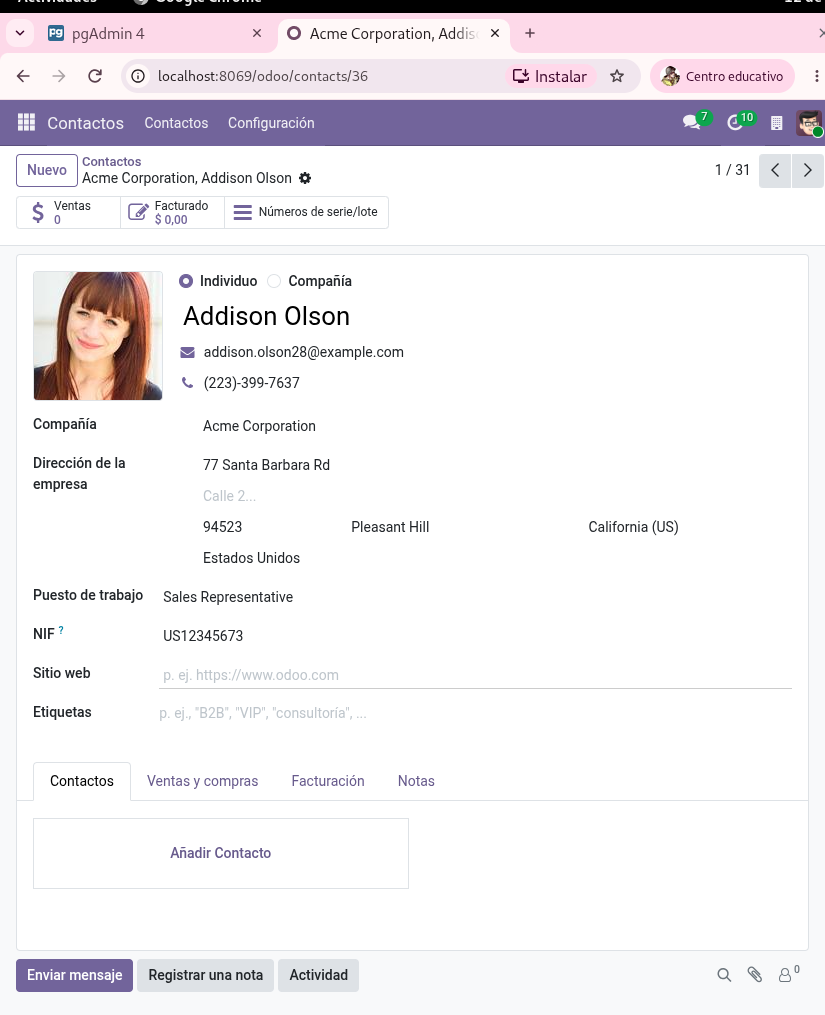 pgAdmin 4
Acme Corporation, Addis
localhost:8069/odoo/contacts/36
Instalar
Centro educativo
Contactos
Contactos
Configuración
7
10
Nuevo
Contactos
Acme Corporation, Addison Olson
1 / 31
Ventas
0
Facturado
$ 0,00
Números de serie/lote
Individuo
Compañía
Addison Olson
addison.olson28@example.com
(223)-399-7637
Compañía
Acme Corporation
Dirección de la
empresa
77 Santa Barbara Rd
Calle 2...
94523
Pleasant Hill
California (US)
Estados Unidos
Puesto de trabajo
Sales Representative
NIF ?
US12345673
Sitio web
p. ej. https://www.odoo.com
Etiquetas
p. ej., "B2B", "VIP", "consultoría", ...
Contactos
Ventas y compras
Facturación
Notas
Añadir Contacto
Enviar mensaje
Registrar una nota
Actividad
0